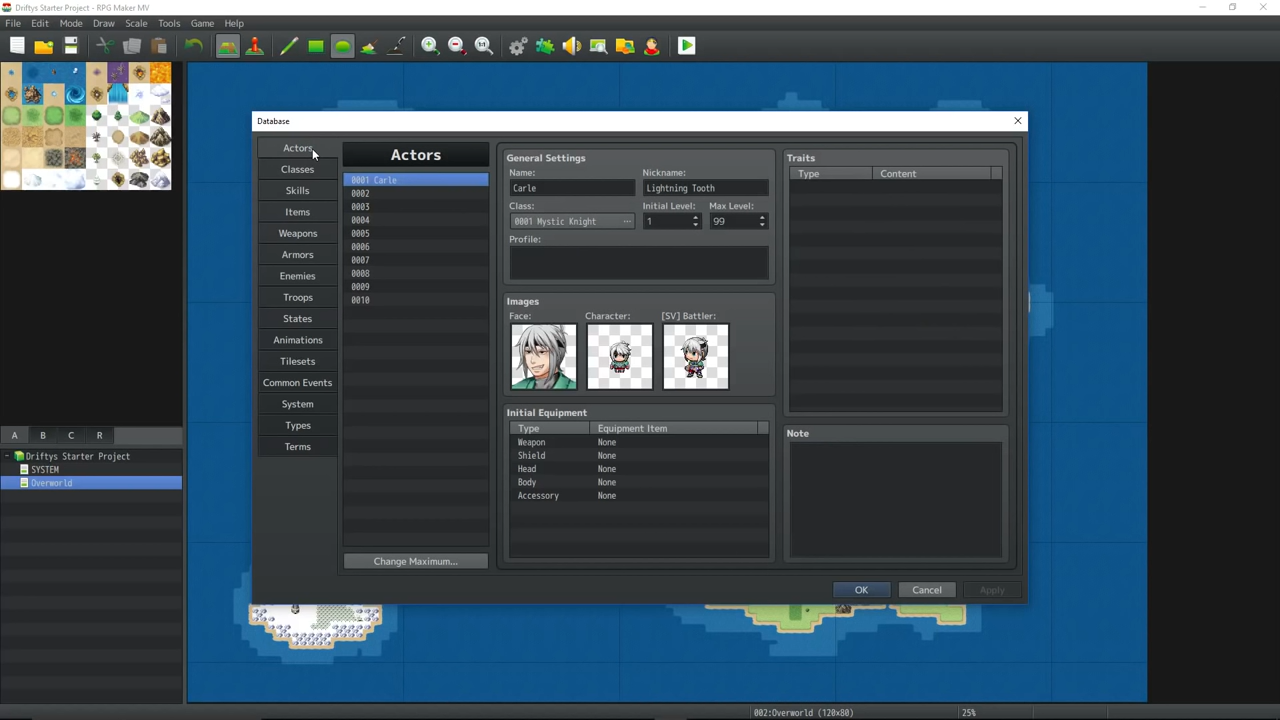 Driftys Starter Project - RPG Maker MV
File Edit Mode Draw Scale Tools Game Help
Database
Actors
Classes
Skills
Items
Weapons
Armors
Enemies
Troops
States
Animations
Tilesets
Common Events
System
Types
Terms
Actors
0001 Carle
0002
0003
0004
0005
0006
0007
0008
0009
0010
Change Maximum...
General Settings
Name: Nickname:
Carle Lightning Tooth
Class: Initial Level: Max Level:
0001 Mystic Knight ... 1 99
Profile:
Images
Face: Character: [SV] Battler:
Initial Equipment
Type Equipment Item
Weapon None
Shield None
Head None
Body None
Accessory None
Traits
Type Content
Note
OK Cancel Apply
A B C R
Driftys Starter Project
SYSTEM
Overworld
002:Overworld (120x80) 25%